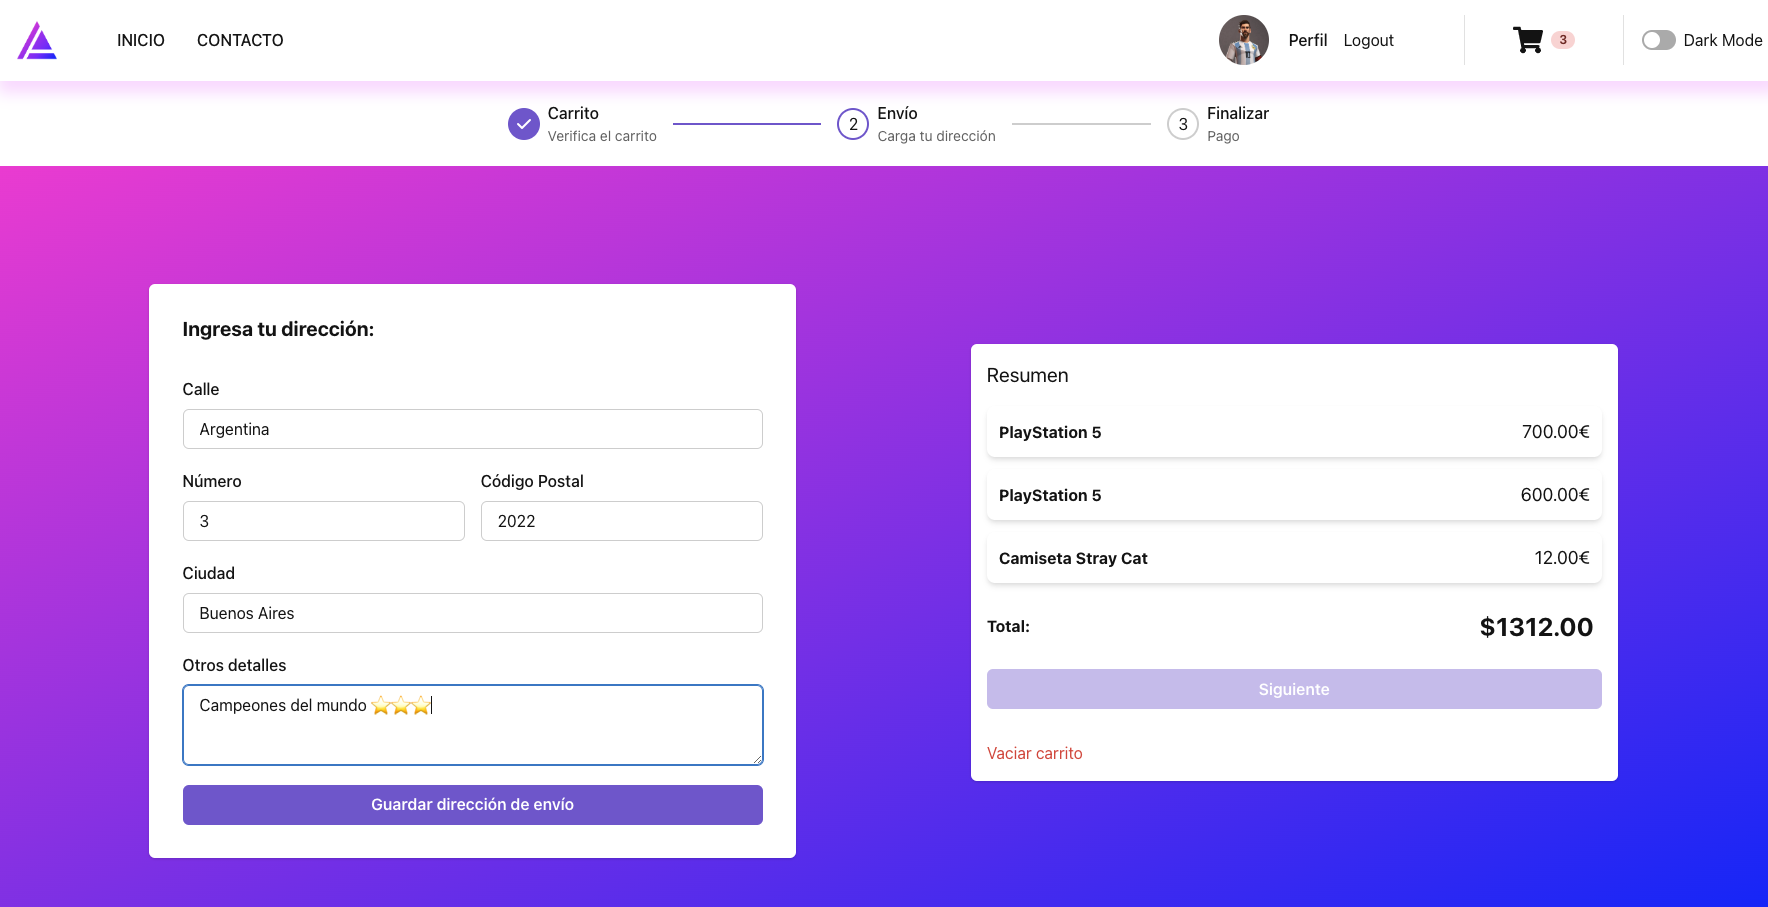 INICIO CONTACTO Perfil Logout 3 Dark Mode
Carrito
Verifica el carrito
2 Envío
Carga tu dirección
3 Finalizar
Pago
Ingresa tu dirección:
Calle
Argentina
Número Código Postal
3 2022
Ciudad
Buenos Aires
Otros detalles
Campeones del mundo ⭐⭐⭐
Guardar dirección de envío
Resumen
PlayStation 5 700.00€
PlayStation 5 600.00€
Camiseta Stray Cat 12.00€
Total: $1312.00
Siguiente
Vaciar carrito